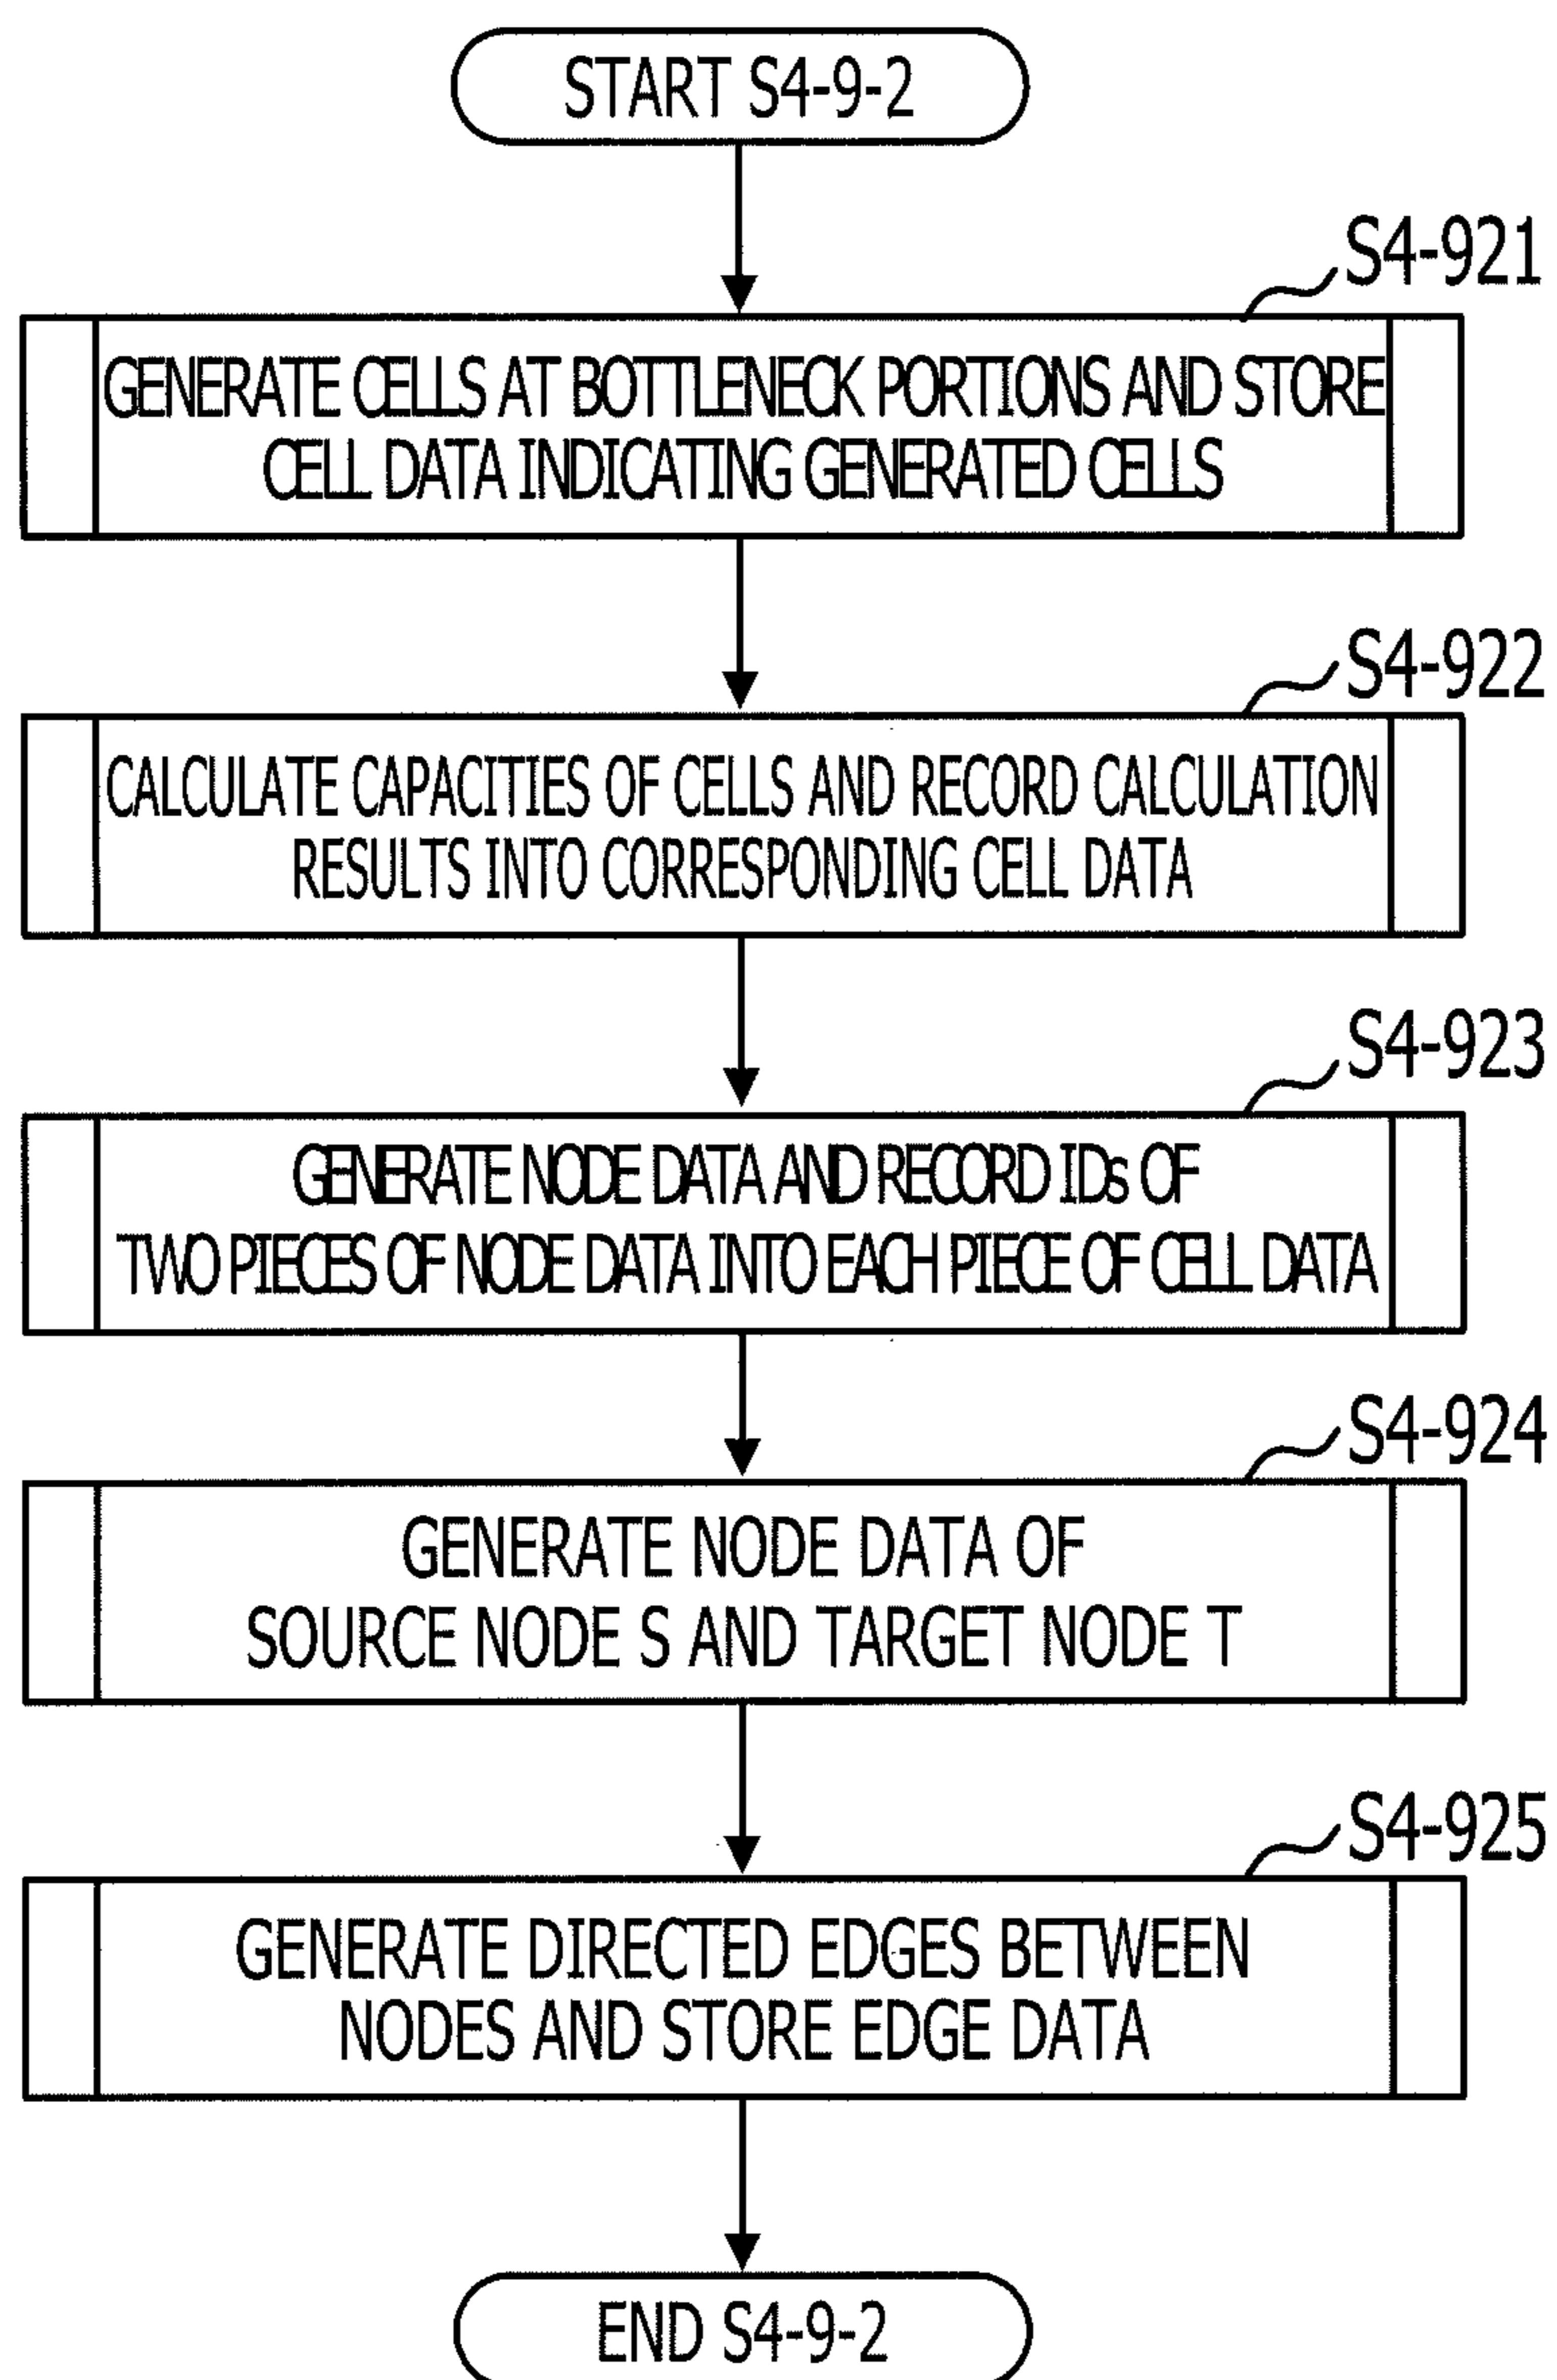 START S4-9-2
S4-921
GENERATE CELLS AT BOTTLENECK PORTIONS AND STORE
CELL DATA INDICATING GENERATED CELLS
S4-922
CALCULATE CAPACITIES OF CELLS AND RECORD CALCULATION
RESULTS INTO CORRESPONDING CELL DATA
S4-923
GENERATE NODE DATA AND RECORD IDs OF
TWO PIECES OF NODE DATA INTO EACH PIECE OF CELL DATA
S4-924
GENERATE NODE DATA OF
SOURCE NODE S AND TARGET NODE T
S4-925
GENERATE DIRECTED EDGES BETWEEN
NODES AND STORE EDGE DATA
END S4-9-2